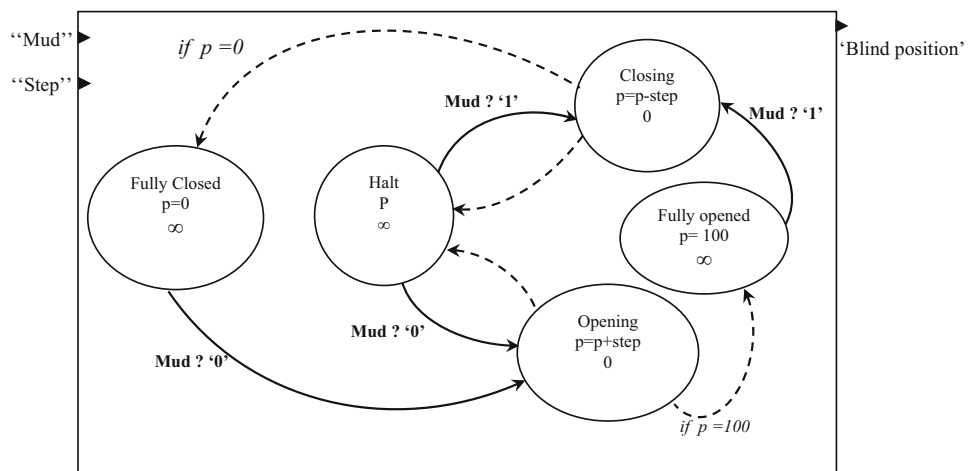 ‘‘Mud’’
‘‘Step’’
‘Blind position’
if p =0
Closing
p=p-step
0
Mud ? ‘1’
Mud ? ‘1’
Fully Closed
p=0
∞
Halt
P
∞
Fully opened
p= 100
∞
Opening
p=p+step
0
Mud ? ‘0’
Mud ? ‘0’
if p =100